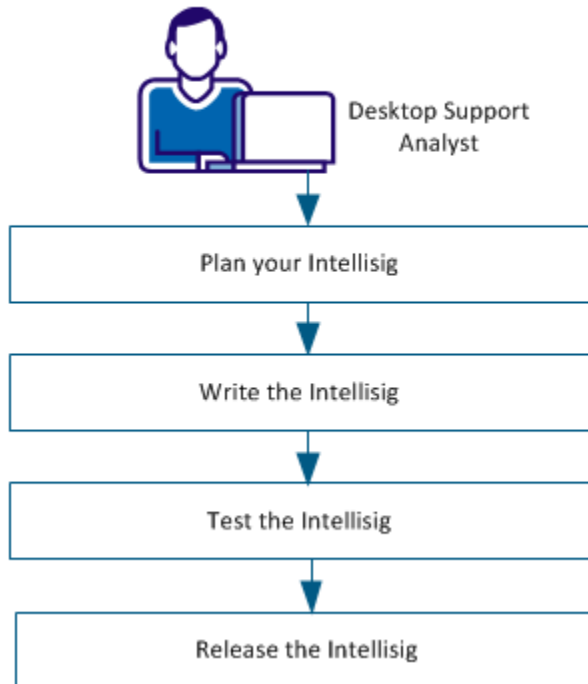 Desktop Support
Analyst
Plan your Intellisig
Write the Intellisig
Test the Intellisig
Release the Intellisig